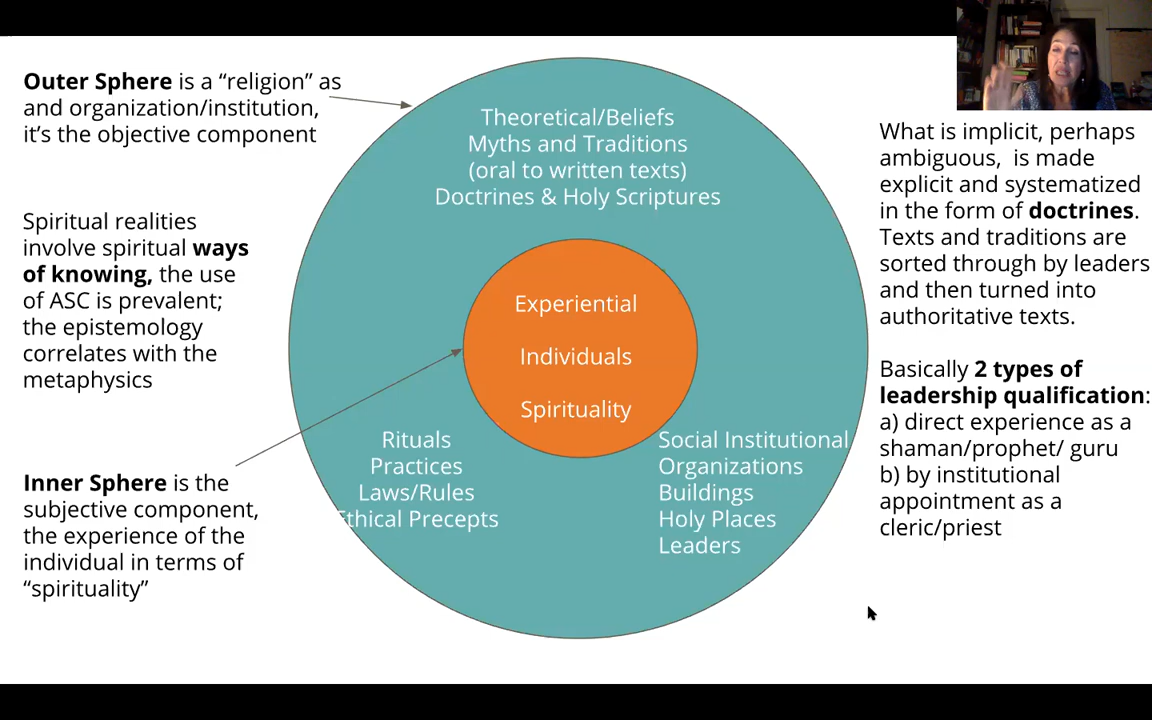 Outer Sphere is a “religion” as
and organization/institution,
it’s the objective component
Spiritual realities
involve spiritual ways
of knowing, the use
of ASC is prevalent;
the epistemology
correlates with the
metaphysics
Inner Sphere is the
subjective component,
the experience of the
individual in terms of
“spirituality”
Theoretical/Beliefs
Myths and Traditions
(oral to written texts)
Doctrines & Holy Scriptures
Experiential
Individuals
Spirituality
Rituals
Practices
Laws/Rules
Ethical Precepts
Social Institutional
Organizations
Buildings
Holy Places
Leaders
What is implicit, perhaps
ambiguous, is made
explicit and systematized
in the form of doctrines.
Texts and traditions are
sorted through by leaders
and then turned into
authoritative texts.
Basically 2 types of
leadership qualification:
a) direct experience as a
shaman/prophet/ guru
b) by institutional
appointment as a
cleric/priest